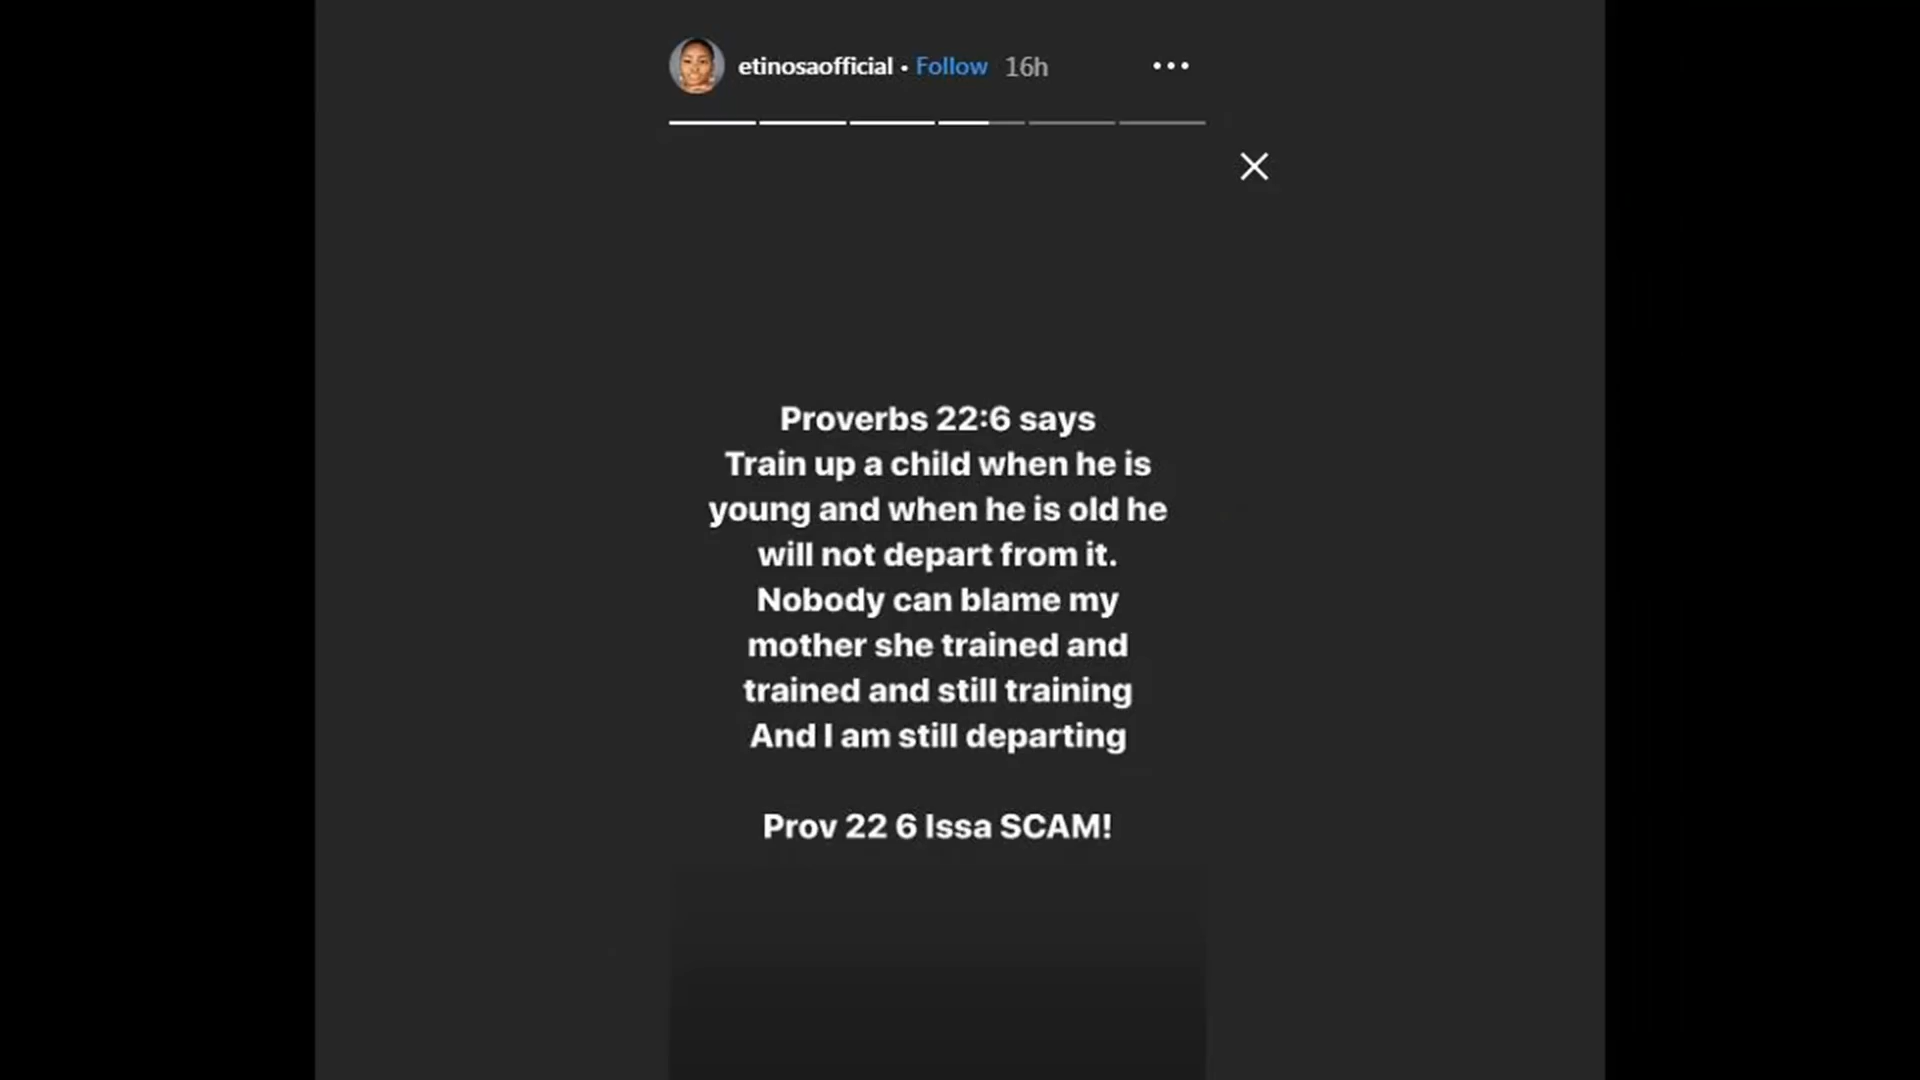 etinosaofficial • Follow 16h
Proverbs 22:6 says
Train up a child when he is
young and when he is old he
will not depart from it.
Nobody can blame my
mother she trained and
trained and still training
And I am still departing
Prov 22 6 Issa SCAM!